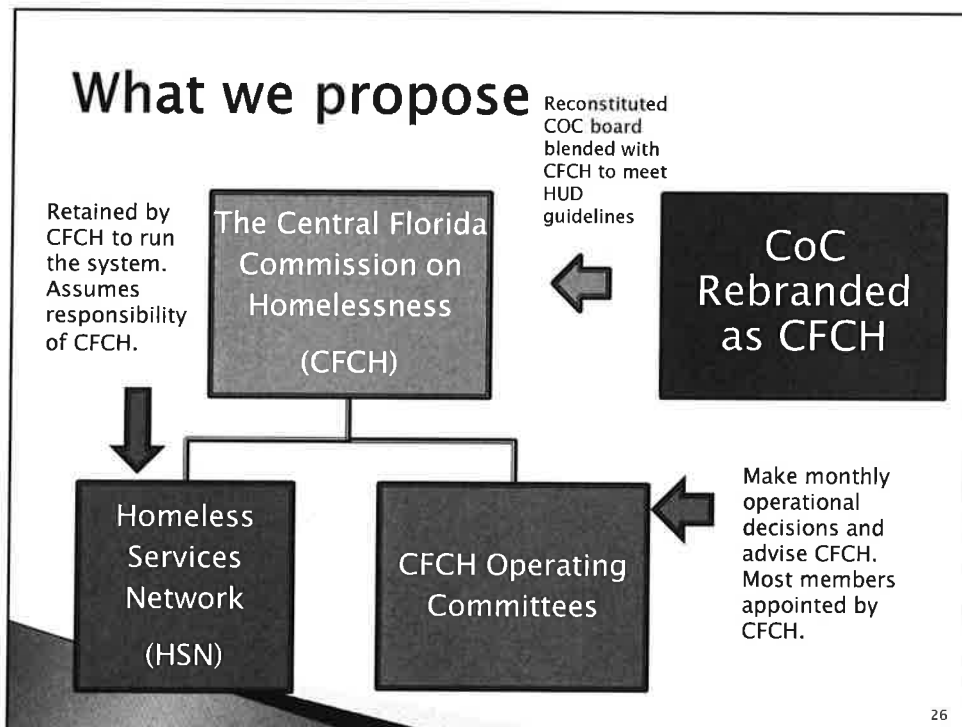 What we propose
Reconstituted
COC board
blended with
CFCH to meet
HUD
guidelines
Retained by
CFCH to run
the system.
Assumes
responsibility
of CFCH.
The Central Florida
Commission on
Homelessness
(CFCH)
CoC
Rebranded
as CFCH
Homeless
Services
Network
(HSN)
CFCH Operating
Committees
Make monthly
operational
decisions and
advise CFCH.
Most members
appointed by
CFCH.
26